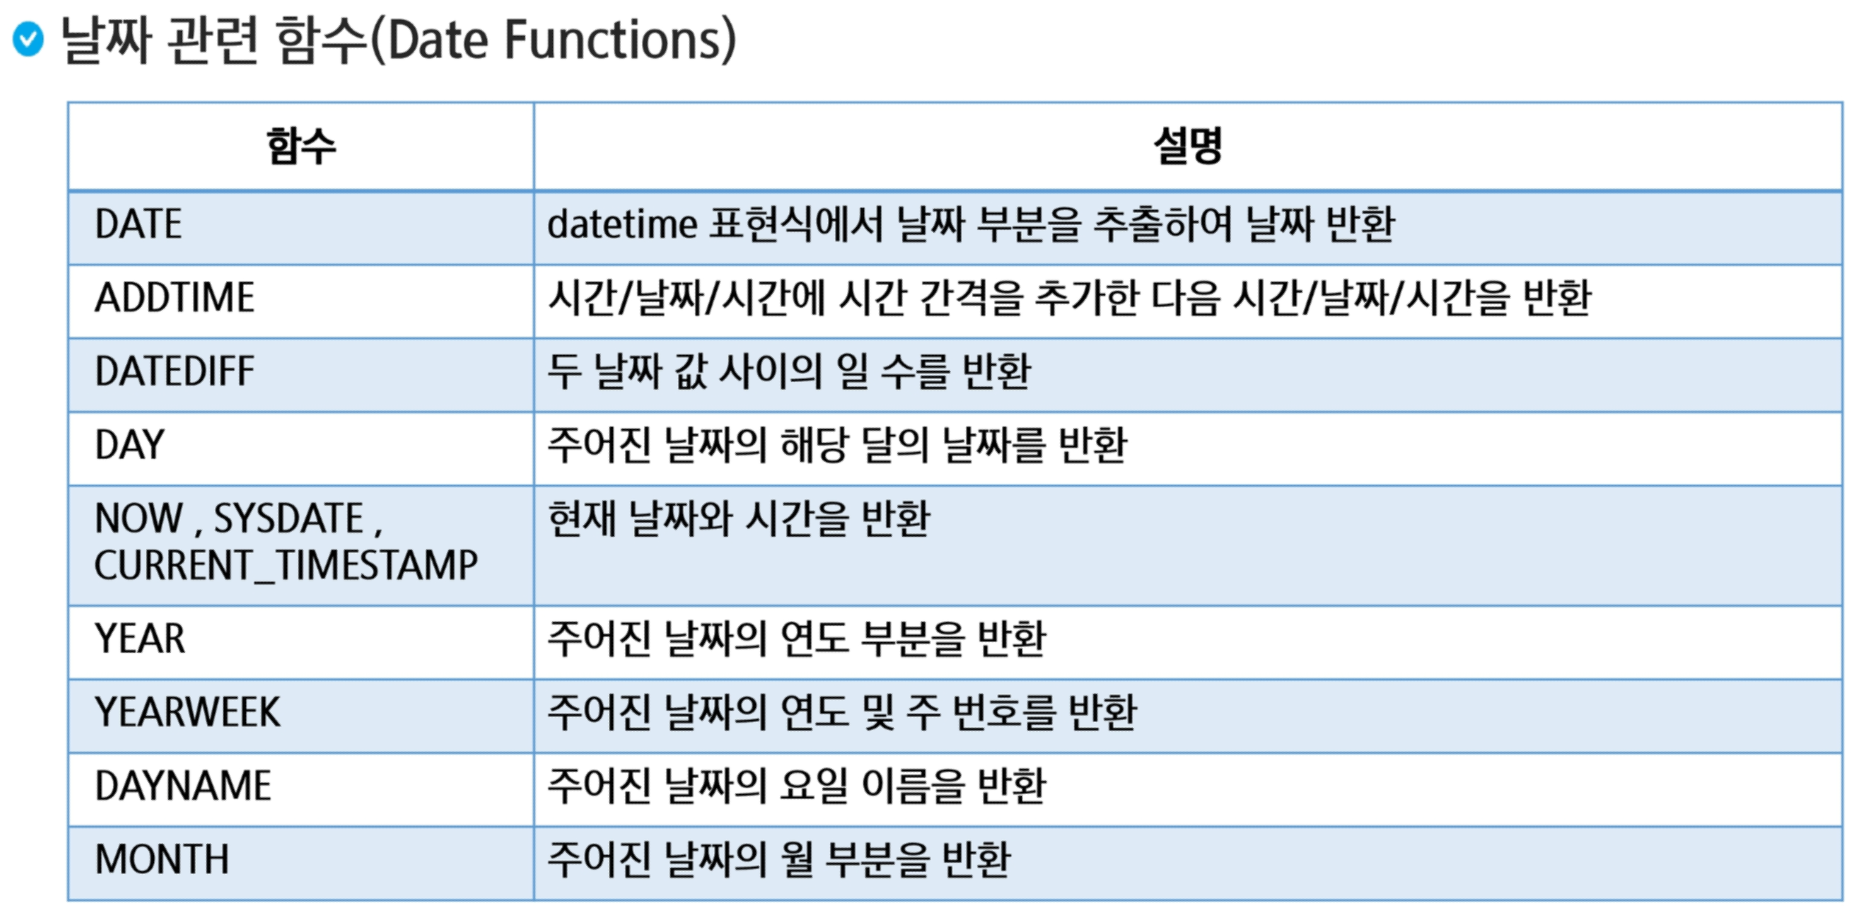 날짜 관련 함수(Date Functions)
함수 설명
DATE datetime 표현식에서 날짜 부분을 추출하여 날짜 반환
ADDTIME 시간/날짜/시간에 시간 간격을 추가한 다음 시간/날짜/시간을 반환
DATEDIFF 두 날짜 값 사이의 일 수를 반환
DAY 주어진 날짜의 해당 달의 날짜를 반환
NOW , SYSDATE , 현재 날짜와 시간을 반환
CURRENT_TIMESTAMP
YEAR 주어진 날짜의 연도 부분을 반환
YEARWEEK 주어진 날짜의 연도 및 주 번호를 반환
DAYNAME 주어진 날짜의 요일 이름을 반환
MONTH 주어진 날짜의 월 부분을 반환